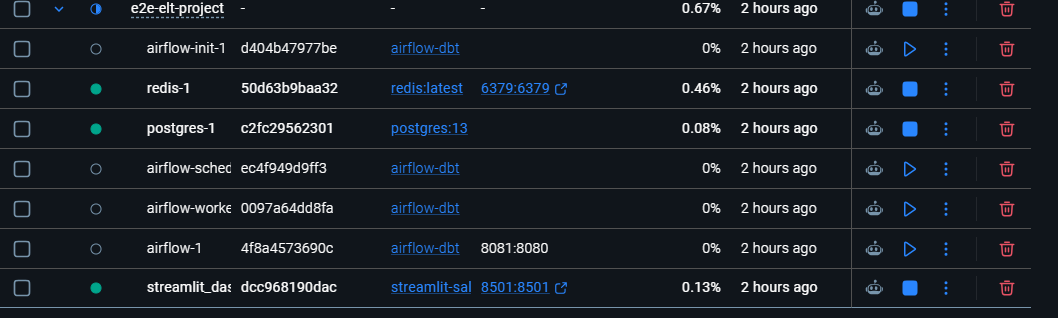 e2e-elt-project - - - 0.67% 2 hours ago
airflow-init-1 d404b47977be airflow-dbt 0% 2 hours ago
redis-1 50d63b9baa32 redis:latest 6379:6379 0.46% 2 hours ago
postgres-1 c2fc29562301 postgres:13 0.08% 2 hours ago
airflow-sched ec4f949d9ff3 airflow-dbt 0% 2 hours ago
airflow-worke 0097a64dd8fa airflow-dbt 0% 2 hours ago
airflow-1 4f8a4573690c airflow-dbt 8081:8080 0% 2 hours ago
streamlit_das dcc968190dac streamlit-sal 8501:8501 0.13% 2 hours ago